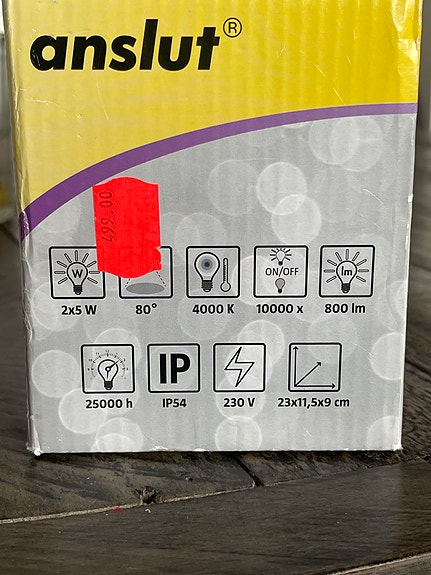 anslut®
499.00
W
ON/OFF
lm
2x5 W
80°
4000 K
10000 x
800 lm
IP
25000 h
IP54
230 V
23x11,5x9 cm